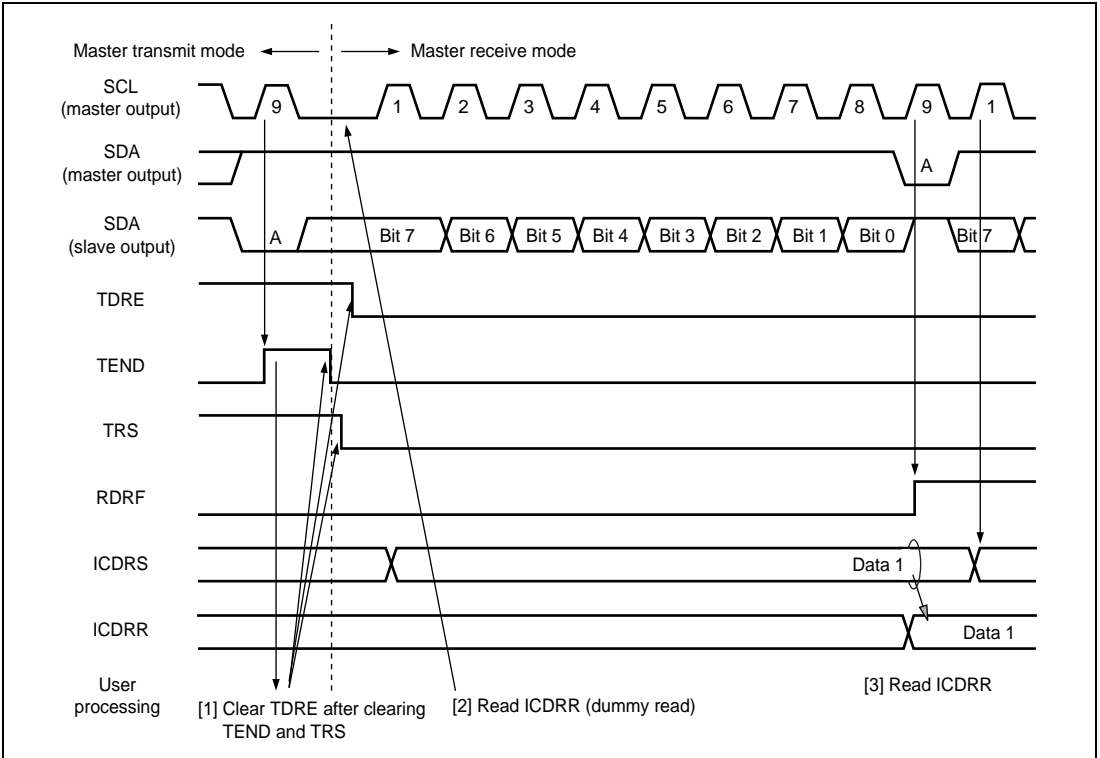 Master transmit mode
Master receive mode
SCL
(master output)
9
1
2
3
4
5
6
7
8
9
1
SDA
(master output)
A
SDA
(slave output)
A
Bit 7
Bit 6
Bit 5
Bit 4
Bit 3
Bit 2
Bit 1
Bit 0
Bit 7
TDRE
TEND
TRS
RDRF
ICDRS
Data 1
ICDRR
Data 1
User
processing
[1] Clear TDRE after clearing
TEND and TRS
[2] Read ICDRR (dummy read)
[3] Read ICDRR